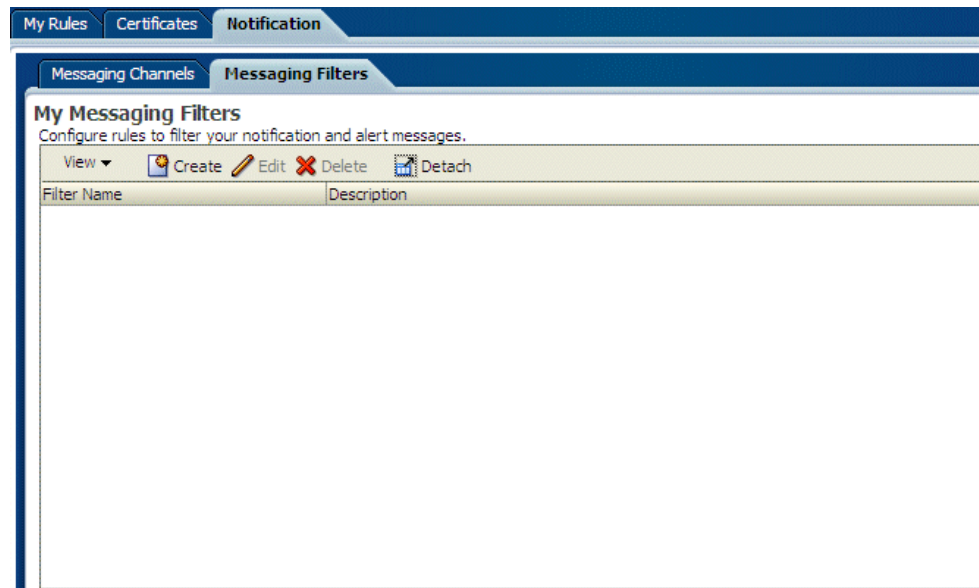 My Rules Certificates Notification
Messaging Channels Messaging Filters
My Messaging Filters
Configure rules to filter your notification and alert messages.
View Create Edit Delete Detach
Filter Name Description